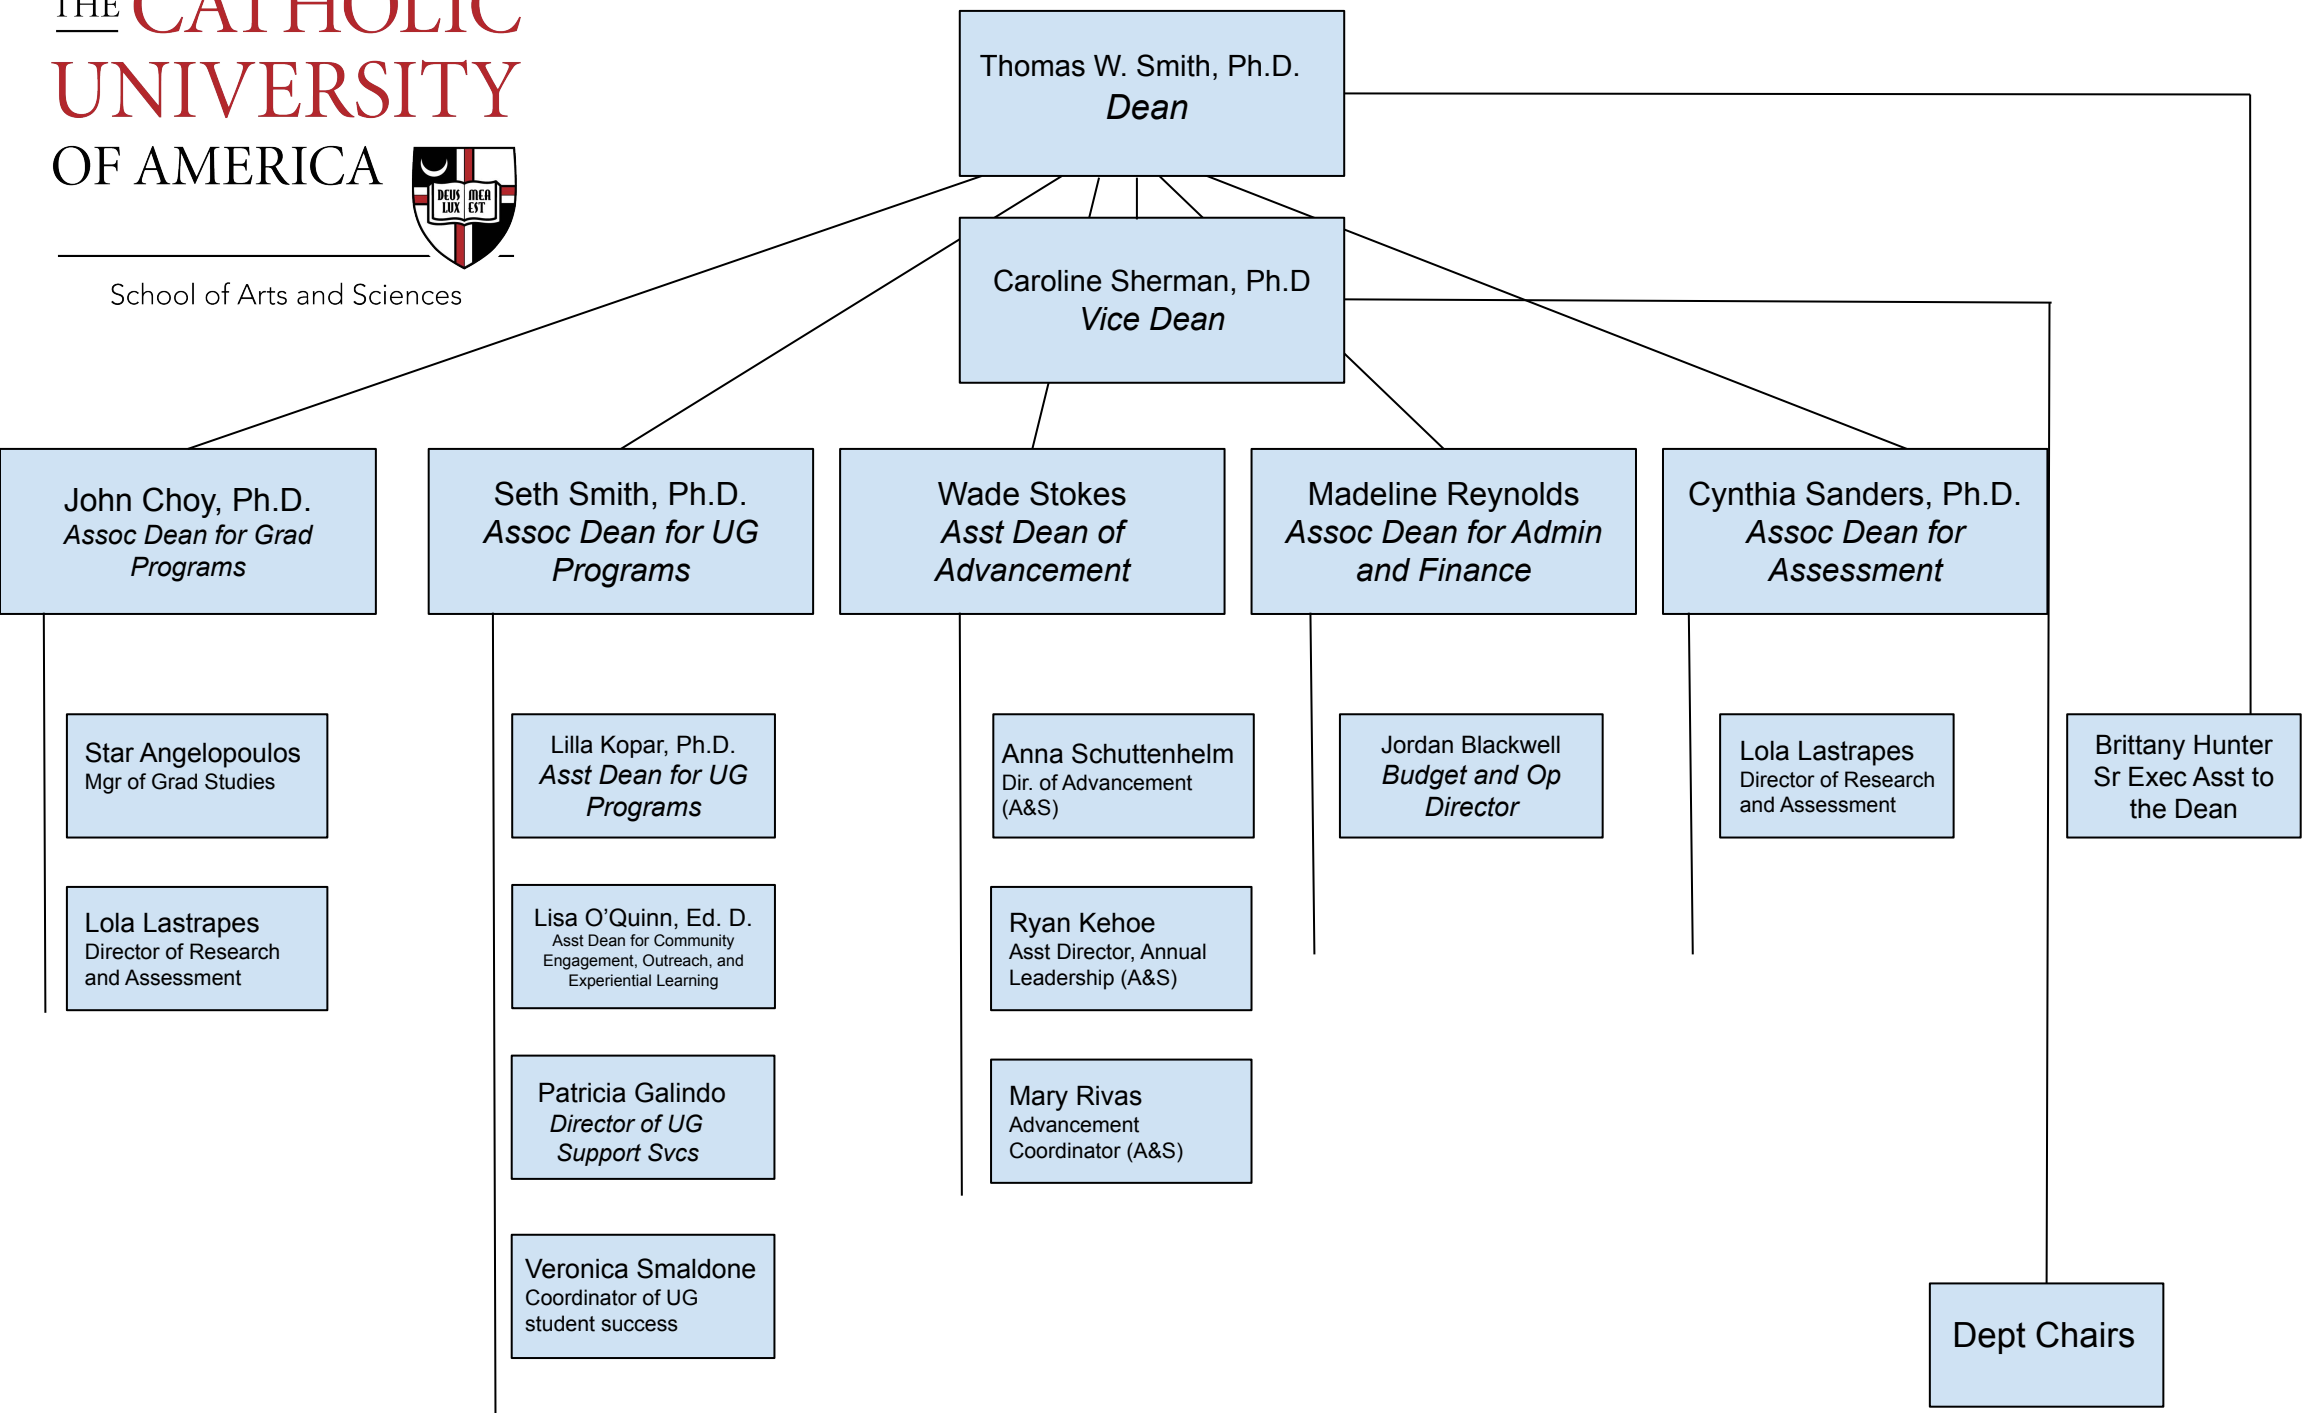 THE CATHOLIC
UNIVERSITY
OF AMERICA
DEUS MEA
LUX EST
School of Arts and Sciences
Thomas W. Smith, Ph.D.
Dean
Caroline Sherman, Ph.D
Vice Dean
John Choy, Ph.D.
Assoc Dean for Grad
Programs
Seth Smith, Ph.D.
Assoc Dean for UG
Programs
Wade Stokes
Asst Dean of
Advancement
Madeline Reynolds
Assoc Dean for Admin
and Finance
Cynthia Sanders, Ph.D.
Assoc Dean for
Assessment
Star Angelopoulos
Mgr of Grad Studies
Lola Lastrapes
Director of Research
and Assessment
Lilla Kopar, Ph.D.
Asst Dean for UG
Programs
Lisa O’Quinn, Ed. D.
Asst Dean for Community
Engagement, Outreach, and
Experiential Learning
Patricia Galindo
Director of UG
Support Svcs
Veronica Smaldone
Coordinator of UG
student success
Anna Schuttenhelm
Dir. of Advancement
(A&S)
Ryan Kehoe
Asst Director, Annual
Leadership (A&S)
Mary Rivas
Advancement
Coordinator (A&S)
Jordan Blackwell
Budget and Op
Director
Lola Lastrapes
Director of Research
and Assessment
Brittany Hunter
Sr Exec Asst to
the Dean
Dept Chairs